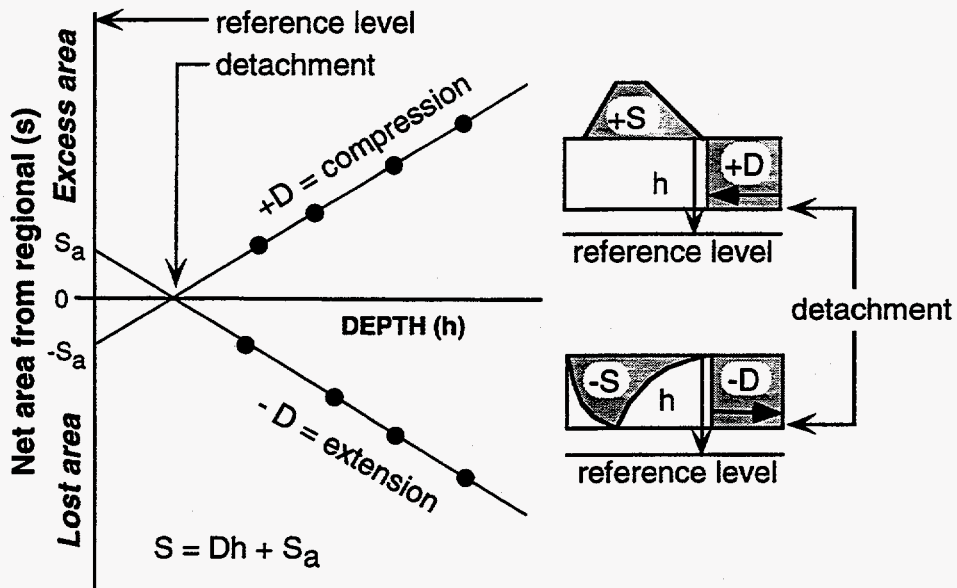 reference level
detachment
Net area from regional (s)
Excess area
Lost area
Sa
0
-Sa
+D = compression
DEPTH (h)
- D = extension
S = Dh + Sa
+S
h
+D
reference level
detachment
-S
h
-D
reference level